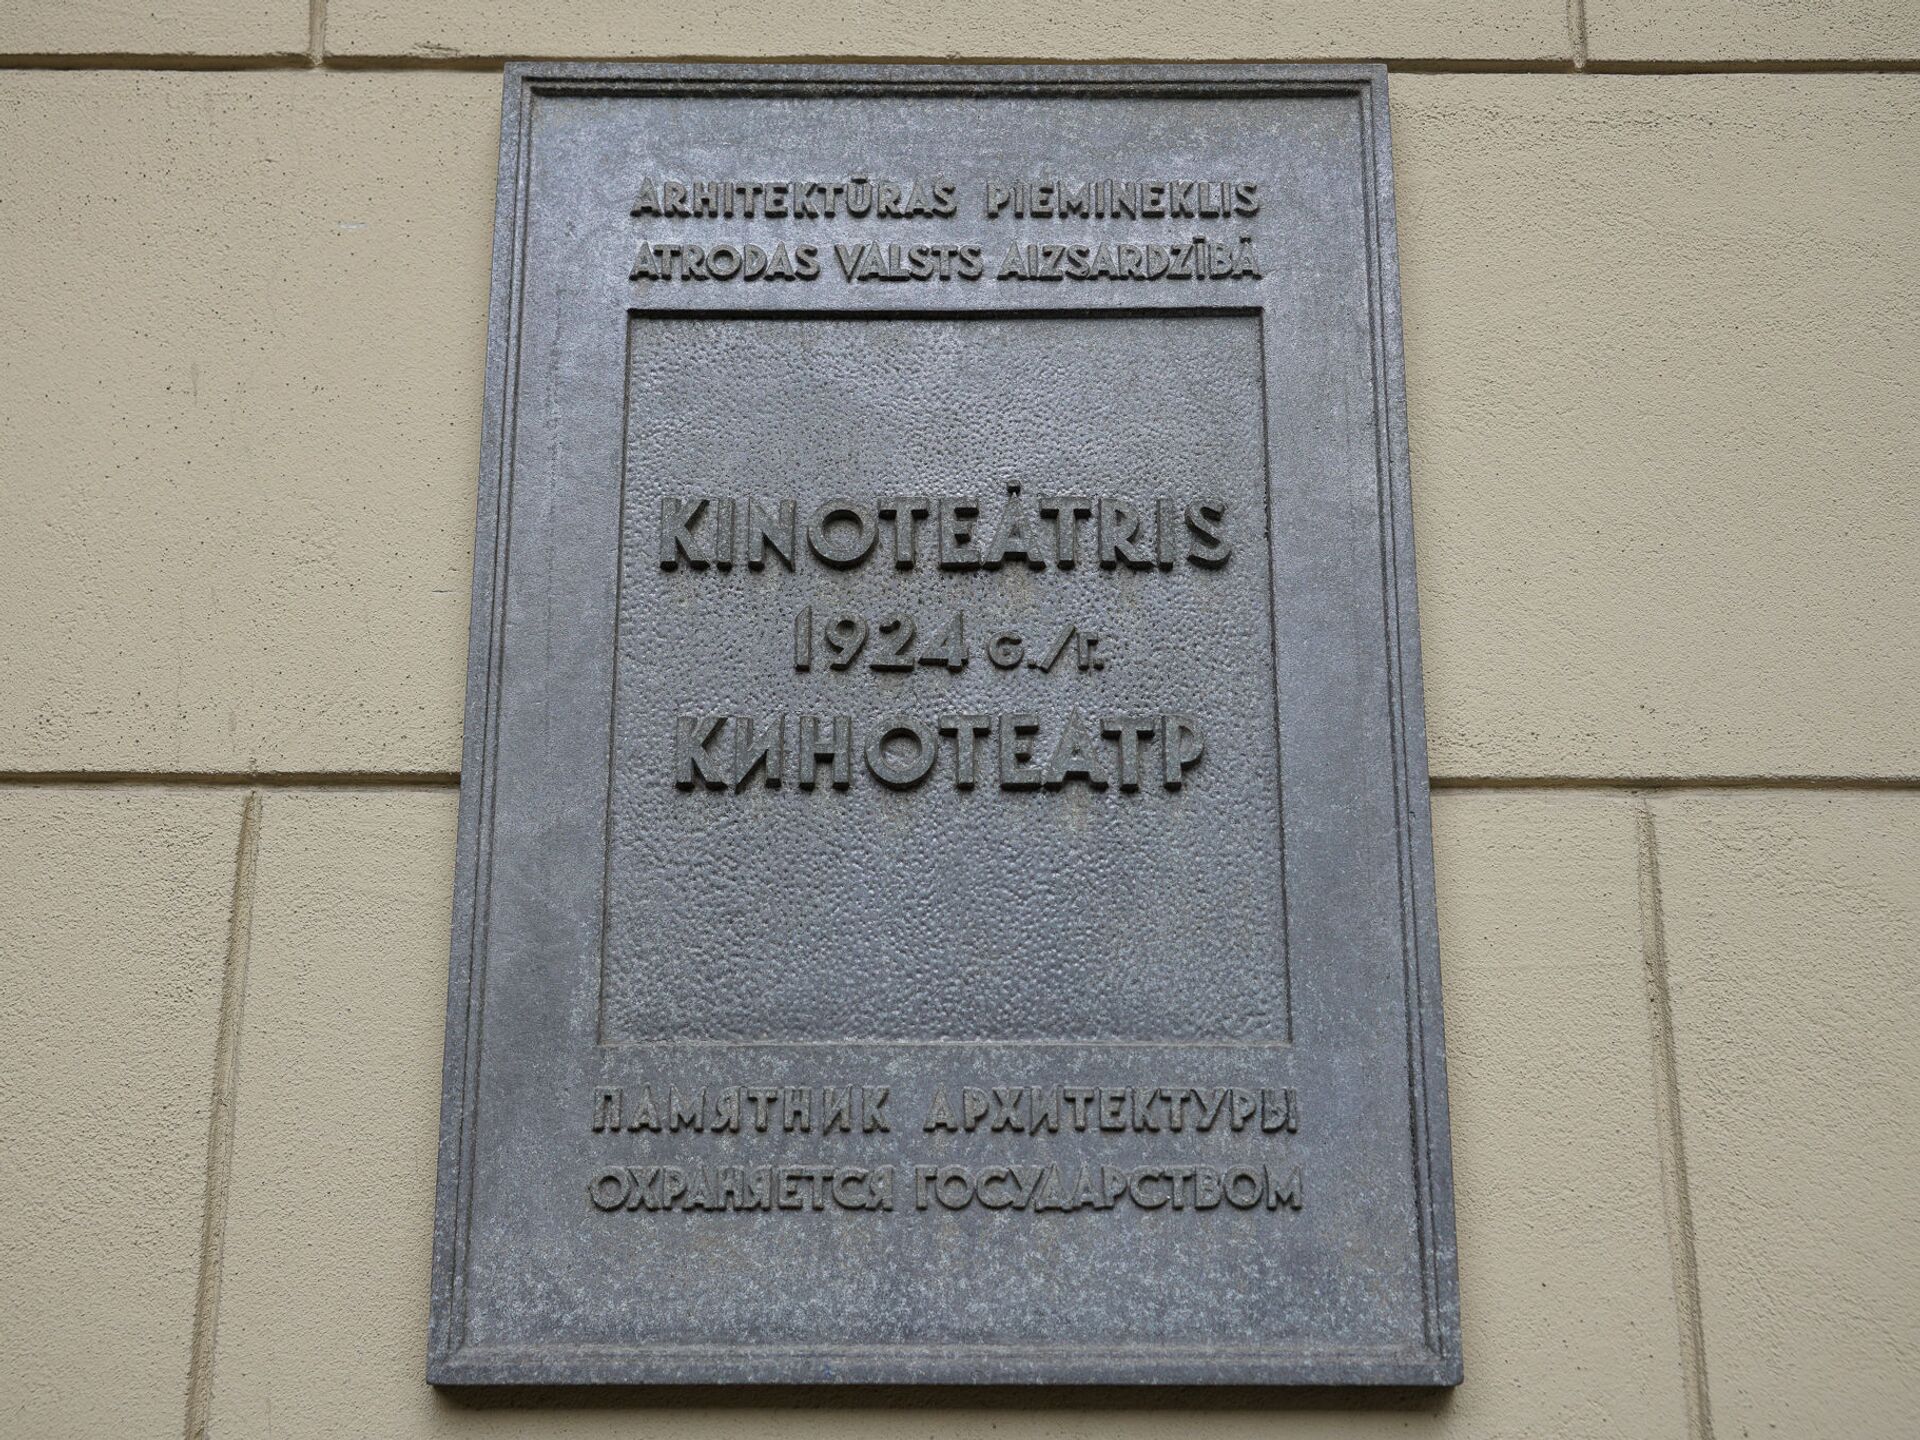 ARHITEKTŪRAS PIEMINEKLIS
ATRODAS VALSTS AIZSARDZĪBĀ
KINOTEĀTRIS
1924 G./Г.
КИНОТЕАТР
ПАМЯТНИК АРХИТЕКТУРЫ
ОХРАНЯЕТСЯ ГОСУДАРСТВОМ